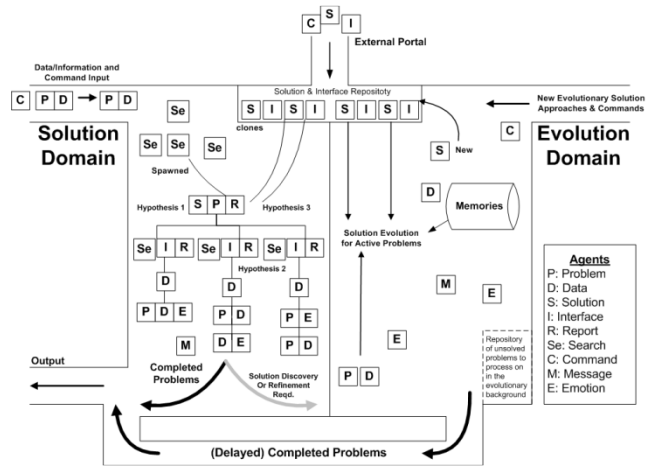 C S I
External Portal
Data/Information and
Command Input
C P D P D
Solution & Interface Repository
S I S I S I S I
clones
New Evolutionary Solution
Approaches & Commands
Solution
Domain
Evolution
Domain
Se
Se Se Se
Spawned
C
S
New
D
Memories
Hypothesis 1
S P R
Hypothesis 3
Solution Evolution
for Active Problems
Se I R Se I R Se I R
Hypothesis 2
D D D
P D E P D P E
D E P D
M
M
E
E
P D
Agents
P: Problem
D: Data
S: Solution
I: Interface
R: Report
Se: Search
C: Command
M: Message
E: Emotion
Repository
of unsolved
problems to
process on
in the
evolutionary
background
Output
Completed
Problems
Solution Discovery
Or Refinement
Reqd.
(Delayed) Completed Problems